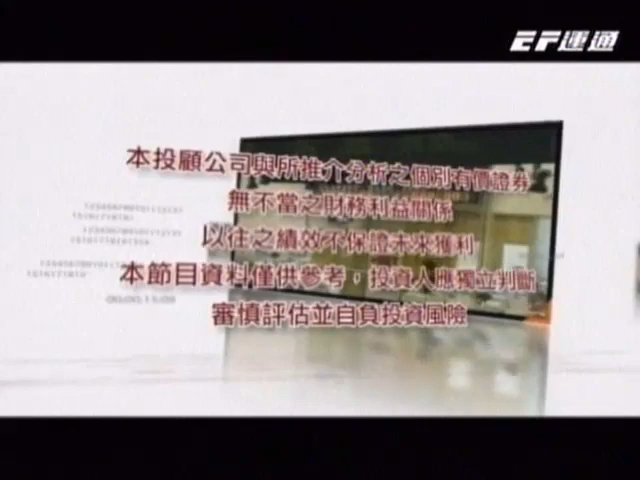 EF運通
本投顧公司與所推介分析之個別有價證券
無不當之財務利益關係
以往之績效不保證未來獲利
本節目資料僅供參考，投資人應獨立判斷
審慎評估並自負投資風險